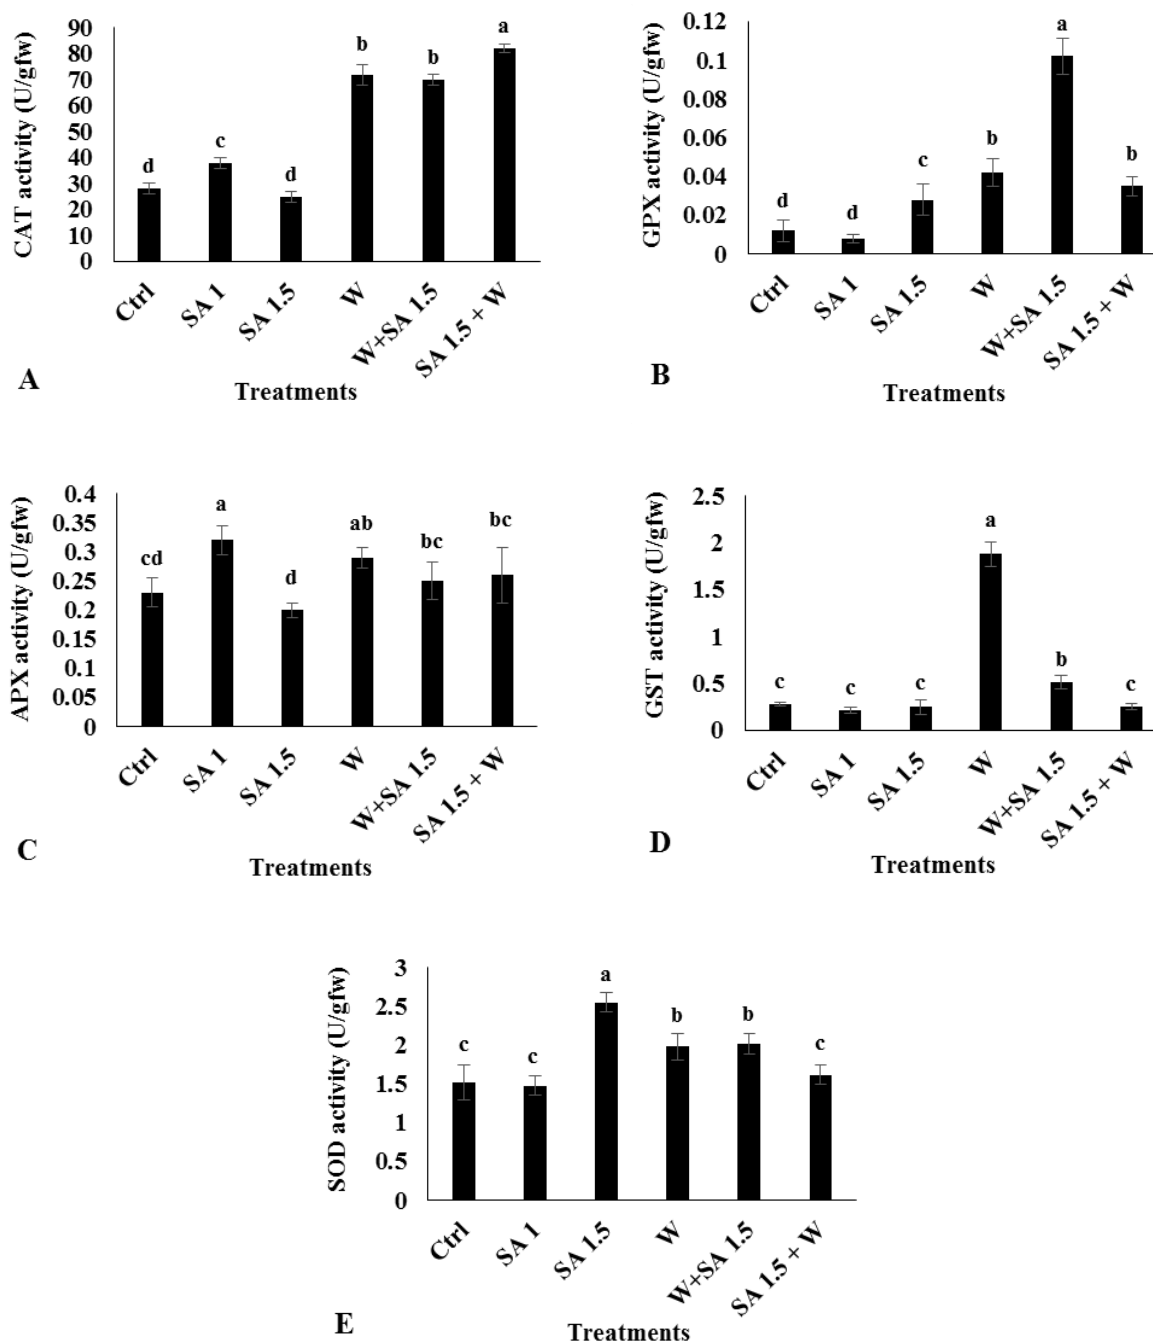 CAT activity (U/gfw)
90
80
70
60
50
40
30
20
10
0
d
c
d
b
b
a
Ctrl
SA 1
SA 1.5
W
W+SA 1.5
SA 1.5 + W
Treatments
A
GPX activity (U/gfw)
0.12
0.1
0.08
0.06
0.04
0.02
0
d
d
c
b
a
b
Ctrl
SA 1
SA 1.5
W
W+SA 1.5
SA 1.5 + W
Treatments
B
APX activity (U/gfw)
0.4
0.35
0.3
0.25
0.2
0.15
0.1
0.05
0
cd
a
d
ab
bc
bc
Ctrl
SA 1
SA 1.5
W
W+SA 1.5
SA 1.5 + W
Treatments
C
GST activity (U/gfw)
2.5
2
1.5
1
0.5
0
c
c
c
a
b
c
Ctrl
SA 1
SA 1.5
W
W+SA 1.5
SA 1.5 + W
Treatments
D
SOD activity (U/gfw)
3
2.5
2
1.5
1
0.5
0
c
c
a
b
b
c
Ctrl
SA 1
SA 1.5
W
W+SA 1.5
SA 1.5 + W
Treatments
E